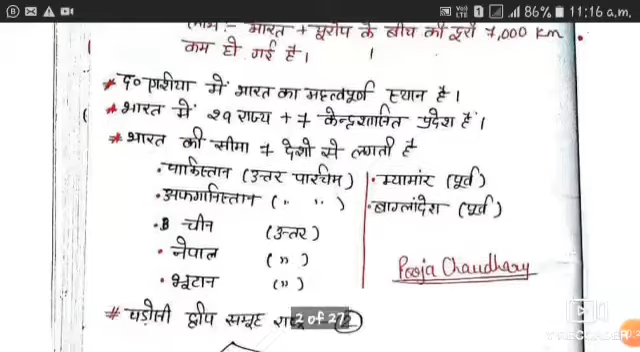 11:16 a.m.
86%
लाभ :- भारत + यूरोप के बीच की दूरी 7,000 km
कम हो गई है।
* द० एशिया में भारत का महत्वपूर्ण स्थान है।
* भारत में २९ राज्य + 7 केन्द्रशासित प्रदेश हैं।
* भारत की सीमा 7 देशो से लगती है
• पाकिस्तान (उत्तर पश्चिम)
• अफगानिस्तान ( " " )
• चीन (उत्तर)
• नेपाल ( " )
• भूटान ( " )
• म्यामांर (पूर्व)
• बाग्लांदेश (पूर्व)
Pooja Chaudhary
# पड़ोसी द्वीप समूह
2 of 27